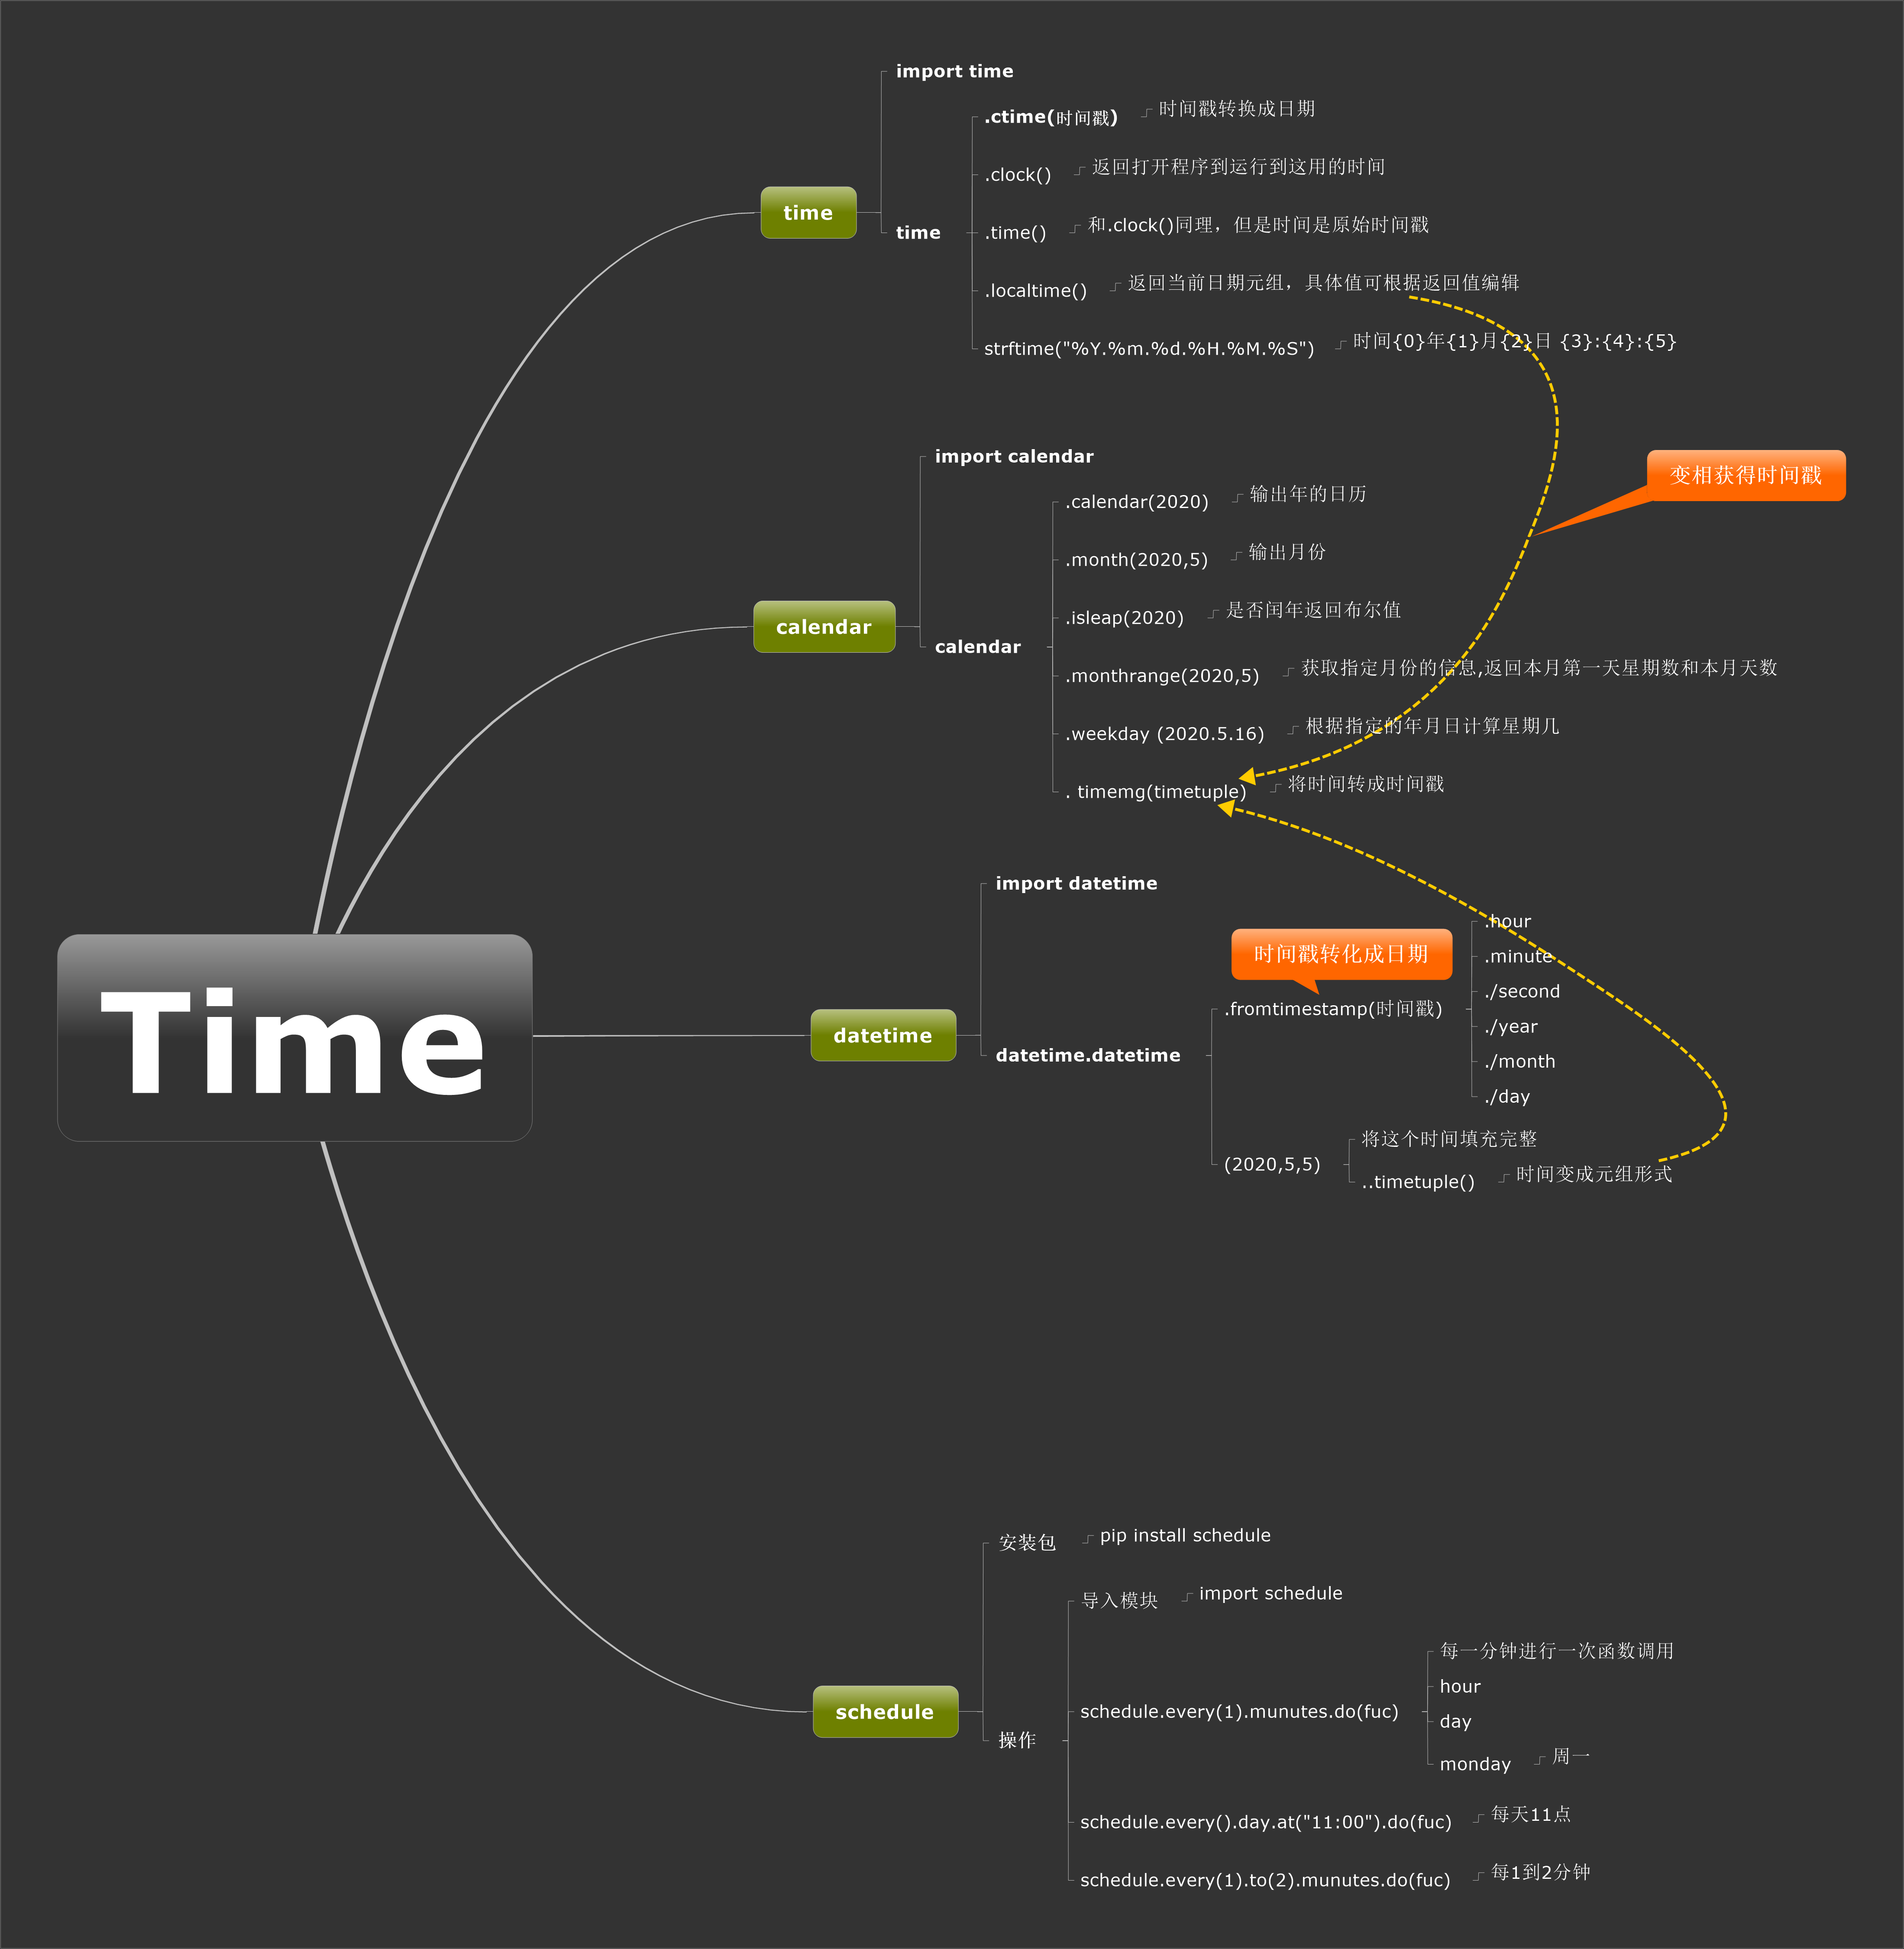 Time
time
import time
time
.ctime(时间戳)
时间戳转换成日期
.clock()
返回打开程序到运行到这用的时间
.time()
和.clock()同理，但是时间是原始时间戳
.localtime()
返回当前日期元组，具体值可根据返回值编辑
strftime("%Y.%m.%d.%H.%M.%S")
时间{0}年{1}月{2}日 {3}:{4}:{5}
变相获得时间戳
calendar
import calendar
calendar
.calendar(2020)
输出年的日历
.month(2020,5)
输出月份
.isleap(2020)
是否闰年返回布尔值
.monthrange(2020,5)
获取指定月份的信息,返回本月第一天星期数和本月天数
.weekday (2020.5.16)
根据指定的年月日计算星期几
. timemg(timetuple)
将时间转成时间戳
datetime
import datetime
datetime.datetime
时间戳转化成日期
.fromtimestamp(时间戳)
.hour
.minute
./second
./year
./month
./day
(2020,5,5)
将这个时间填充完整
..timetuple()
时间变成元组形式
schedule
安装包
pip install schedule
操作
导入模块
import schedule
schedule.every(1).munutes.do(fuc)
每一分钟进行一次函数调用
hour
day
monday
周一
schedule.every().day.at("11:00").do(fuc)
每天11点
schedule.every(1).to(2).munutes.do(fuc)
每1到2分钟